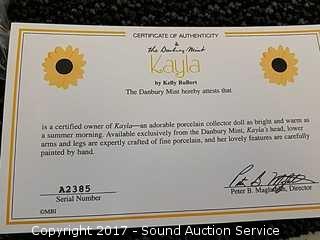 CERTIFICATE OF AUTHENTICITY
the Danbury Mint
Kayla
by Kelly RuBert
The Danbury Mint hereby attests that
is a certified owner of Kayla—an adorable porcelain collector doll as bright and warm as
a summer morning. Available exclusively from the Danbury Mint, Kayla's head, lower
arms and legs are expertly crafted of fine porcelain, and her lovely features are carefully
painted by hand.
A2385
Serial Number
Peter B. Maglathlin, Director
©MBI
Copyright 2017 - Sound Auction Service